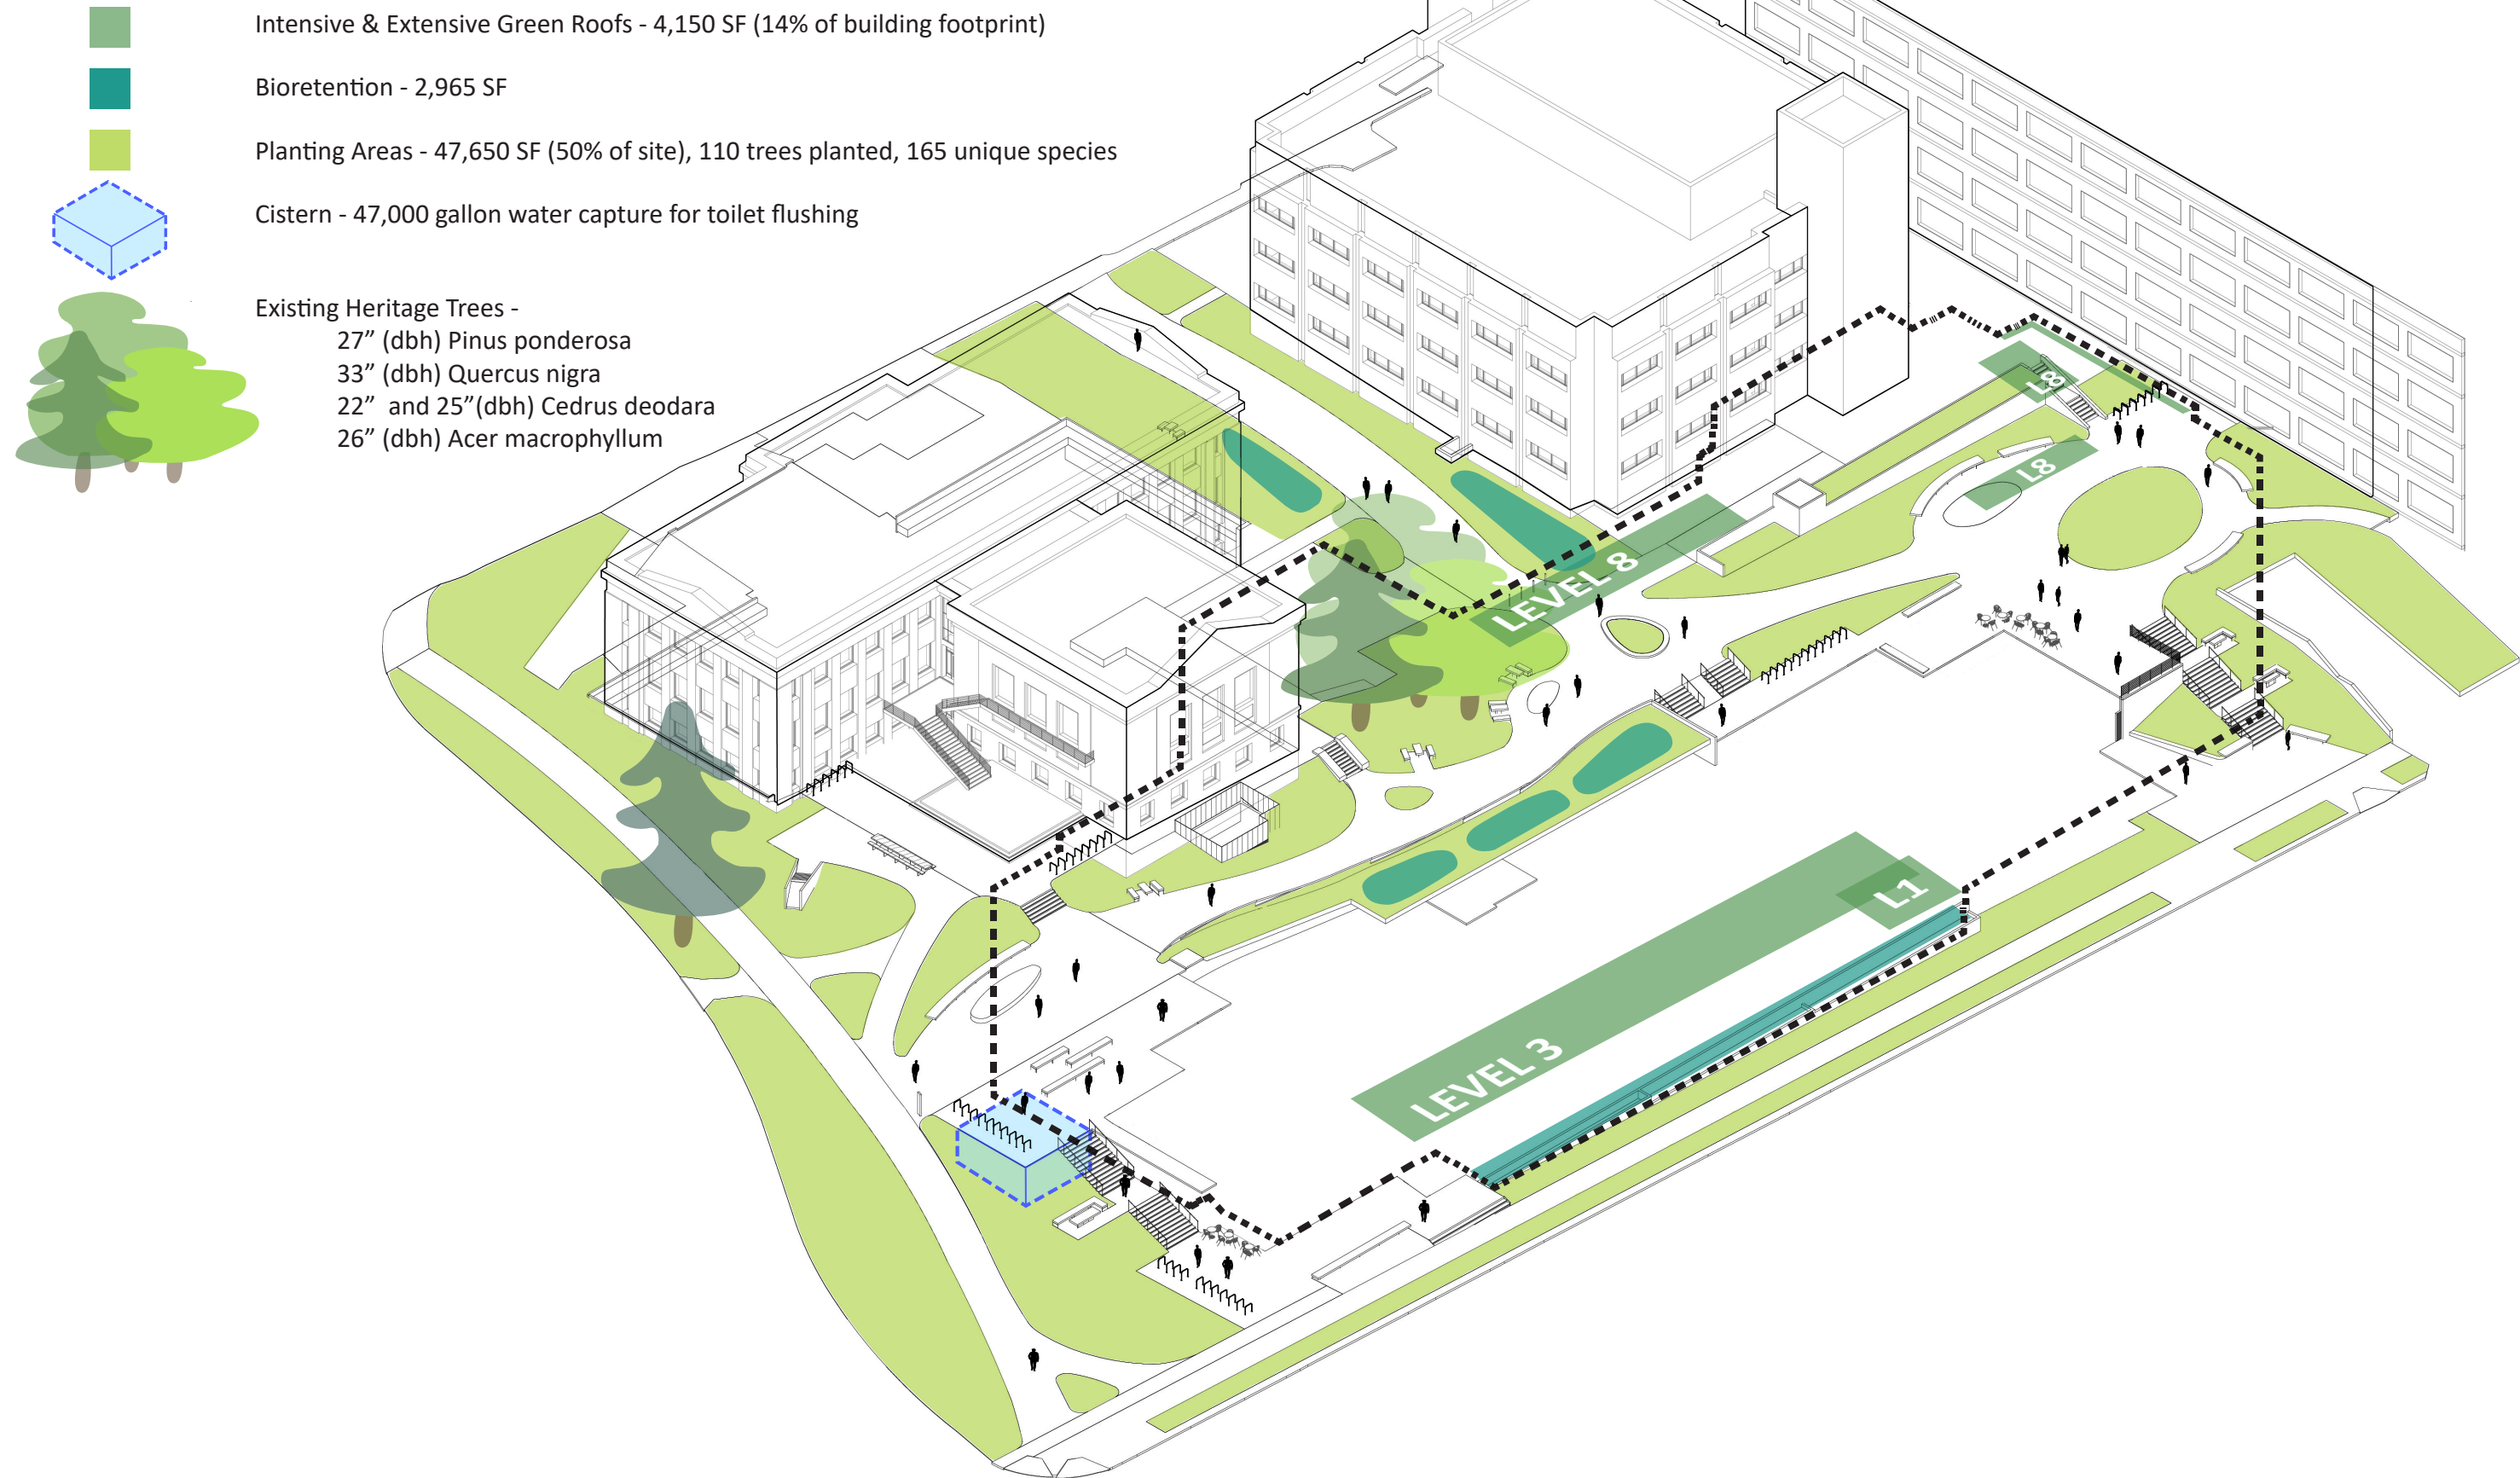 Intensive & Extensive Green Roofs - 4,150 SF (14% of building footprint)
Bioretention - 2,965 SF
Planting Areas - 47,650 SF (50% of site), 110 trees planted, 165 unique species
Cistern - 47,000 gallon water capture for toilet flushing
Existing Heritage Trees -
27” (dbh) Pinus ponderosa
33” (dbh) Quercus nigra
22”  and 25”(dbh) Cedrus deodara
26” (dbh) Acer macrophyllum
L8
L8
LEVEL 8
L1
LEVEL 3